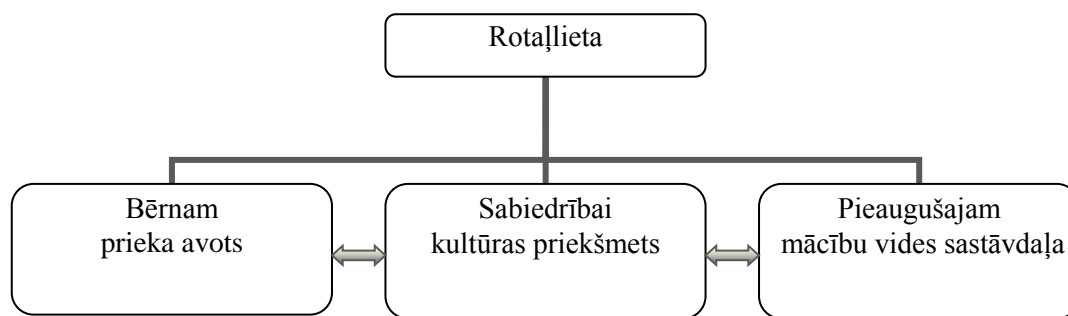 Rotaļlieta
Bērnam
prieka avots
Sabiedrībai
kultūras priekšmets
Pieaugušajam
mācību vides sastāvdaļa